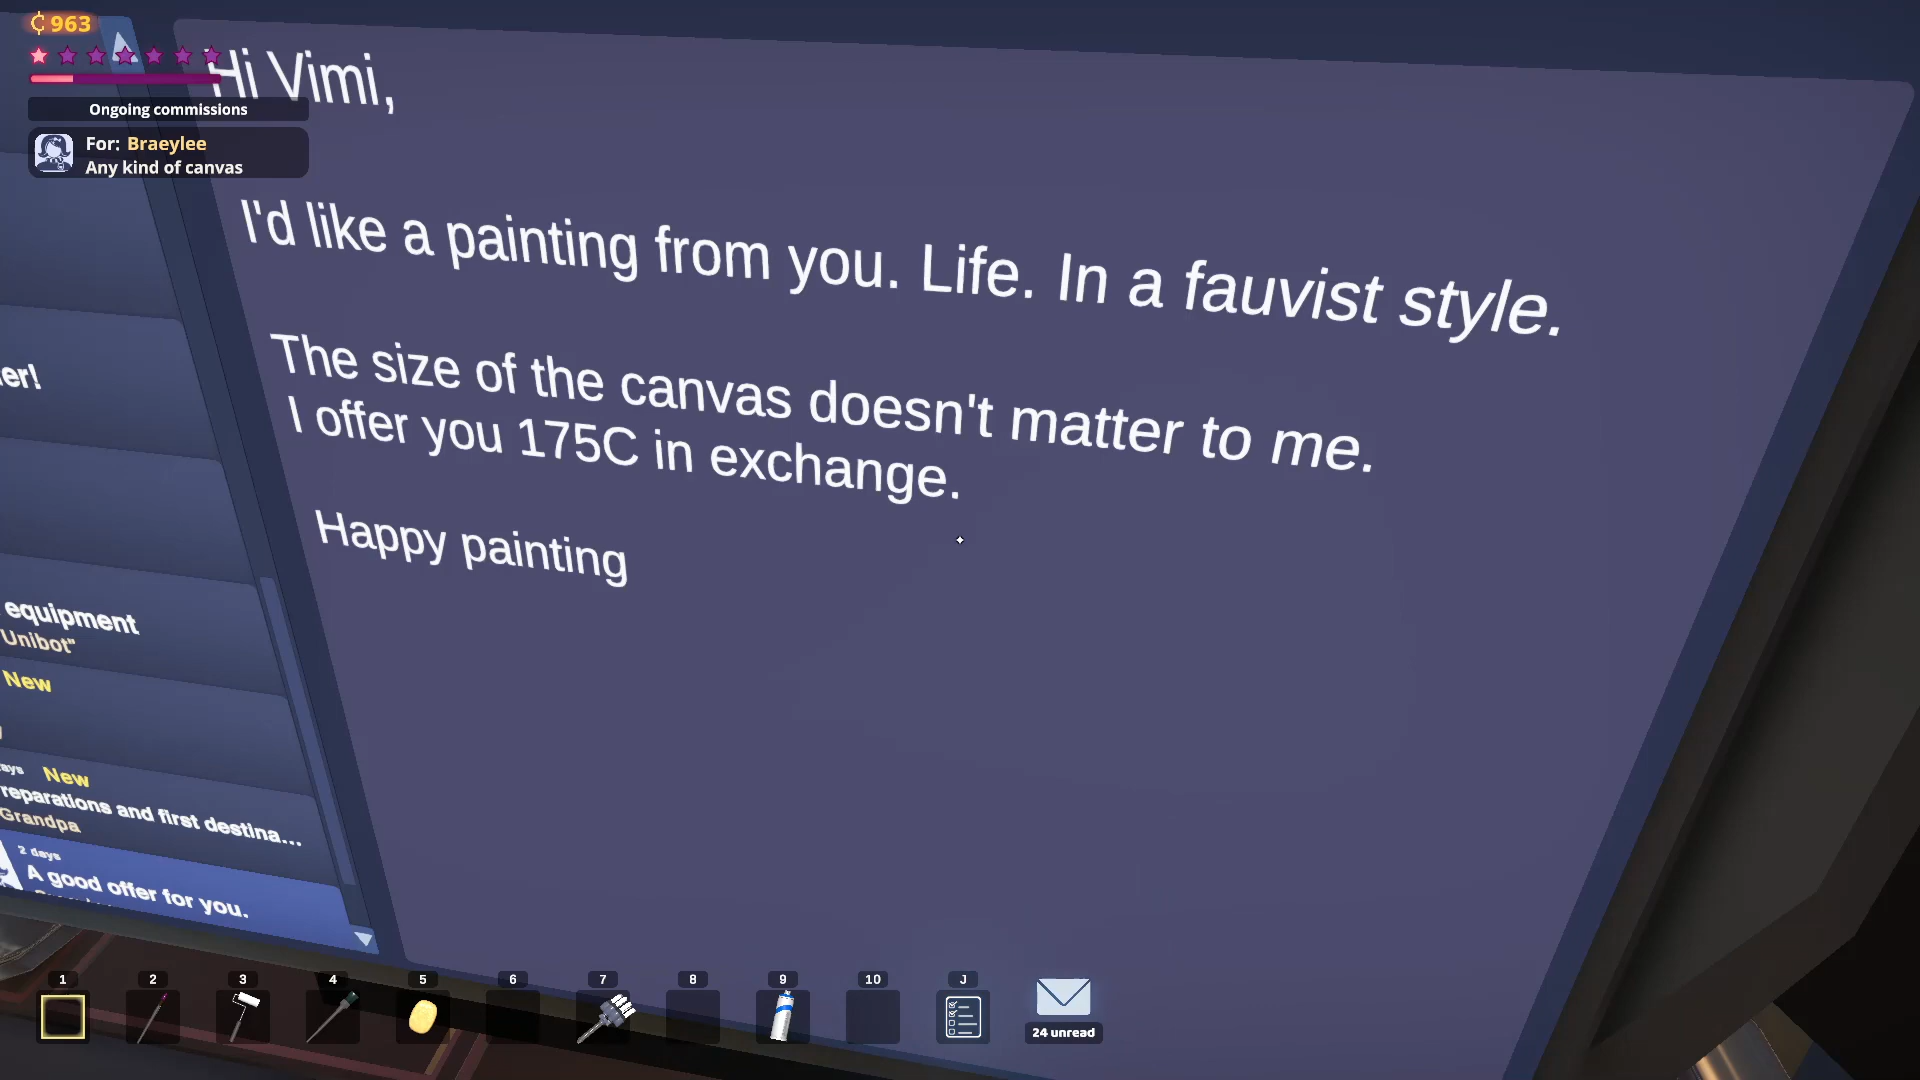 ₵ 963
Hi Vimi,
Ongoing commissions
For: Braeylee
Any kind of canvas
I'd like a painting from you. Life. In a fauvist style.
The size of the canvas doesn't matter to me.
I offer you 175C in exchange.
Happy painting
er!
equipment
Unibot"
New
ays New
reparations and first destina...
Grandpa
2 days
A good offer for you.
1 2 3 4 5 6 7 8 9 10 J
24 unread